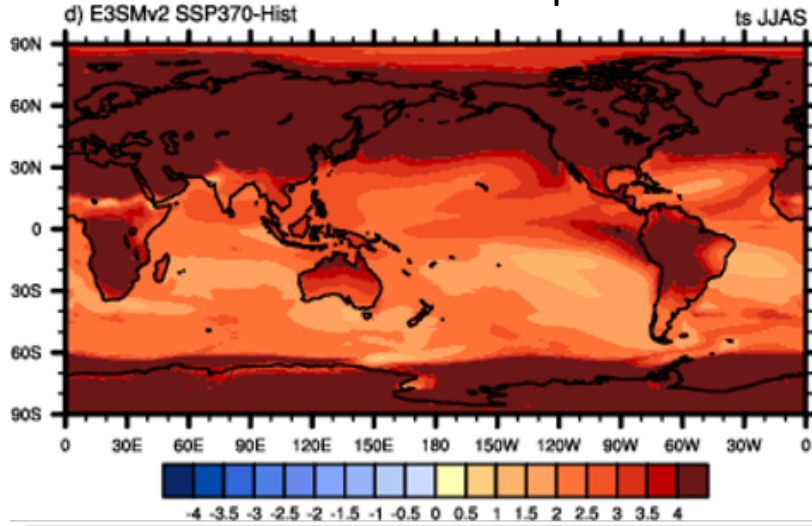 d) E3SMv2 SSP370-Hist ts JJAS
90N
60N
30N
0
30S
60S
90S
0 30E 60E 90E 120E 150E 180 150W 120W 90W 60W 30W 0
-4 -3.5 -3 -2.5 -2 -1.5 -1 -0.5 0 0.5 1 1.5 2 2.5 3 3.5 4